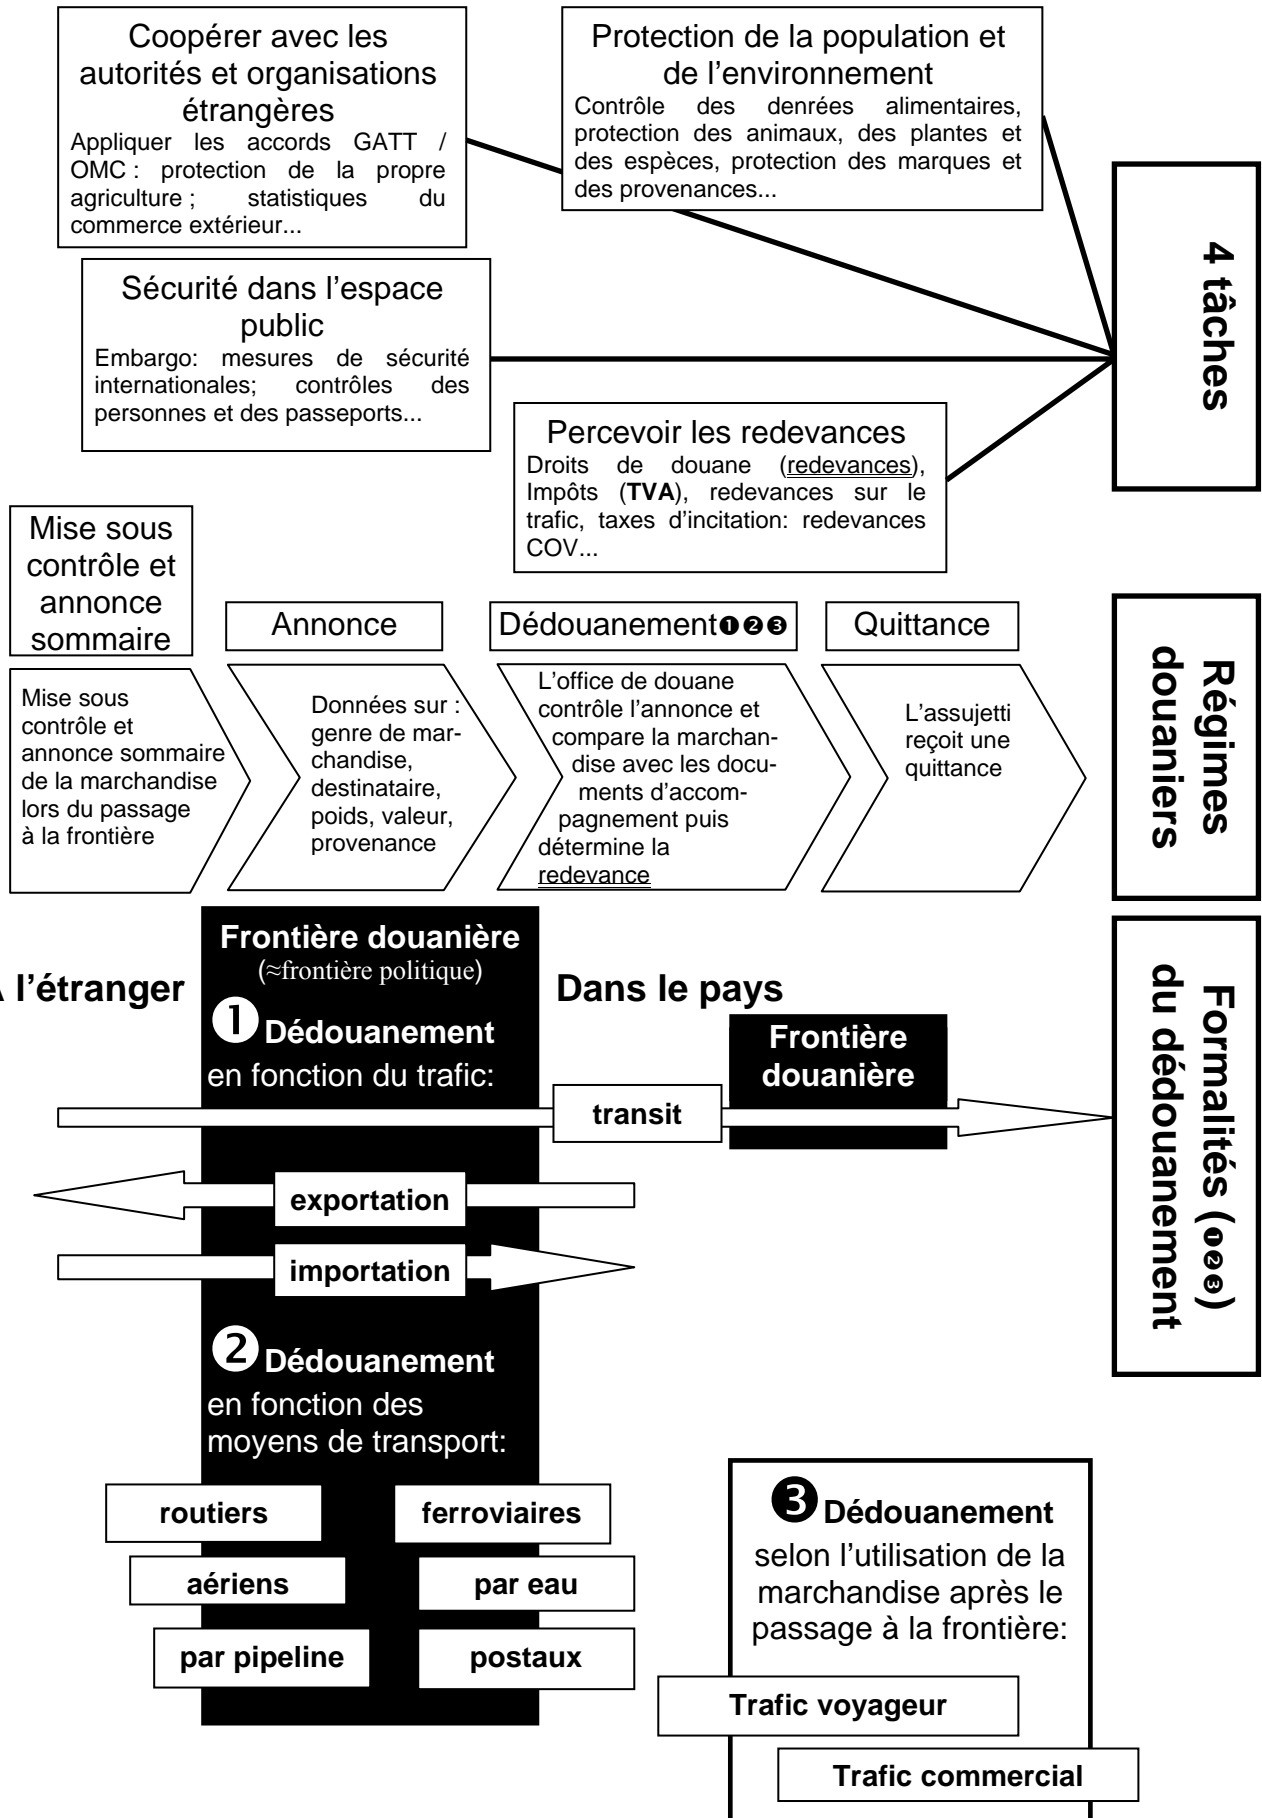 Coopérer avec les
autorités et organisations
étrangères
Appliquer les accords GATT /
OMC : protection de la propre
agriculture ; statistiques du
commerce extérieur...
Protection de la population et
de l’environnement
Contrôle des denrées alimentaires,
protection des animaux, des plantes et
des espèces, protection des marques et
des provenances...
Sécurité dans l’espace
public
Embargo: mesures de sécurité
internationales; contrôles des
personnes et des passeports...
Percevoir les redevances
Droits de douane (redevances),
Impôts (TVA), redevances sur le
trafic, taxes d’incitation: redevances
COV...
4 tâches
Mise sous
contrôle et
annonce
sommaire
Annonce
Dédouanement❶❷❸
Quittance
Mise sous
contrôle et
annonce sommaire
de la marchandise
lors du passage
à la frontière
Données sur :
genre de mar-
chandise,
destinataire,
poids, valeur,
provenance
L’office de douane
contrôle l’annonce et
compare la marchan-
dise avec les docu-
ments d’accom-
pagnement puis
détermine la
redevance
L’assujetti
reçoit une
quittance
Régimes
douaniers
Frontière douanière
(≈frontière politique)
l’étranger
Dans le pays
❶Dédouanement
en fonction du trafic:
Frontière
douanière
transit
exportation
importation
❷Dédouanement
en fonction des
moyens de transport:
routiers
ferroviaires
aériens
par eau
par pipeline
postaux
❸Dédouanement
selon l’utilisation de la
marchandise après le
passage à la frontière:
Trafic voyageur
Trafic commercial
Formalités (❶❷❸)
du dédouanement